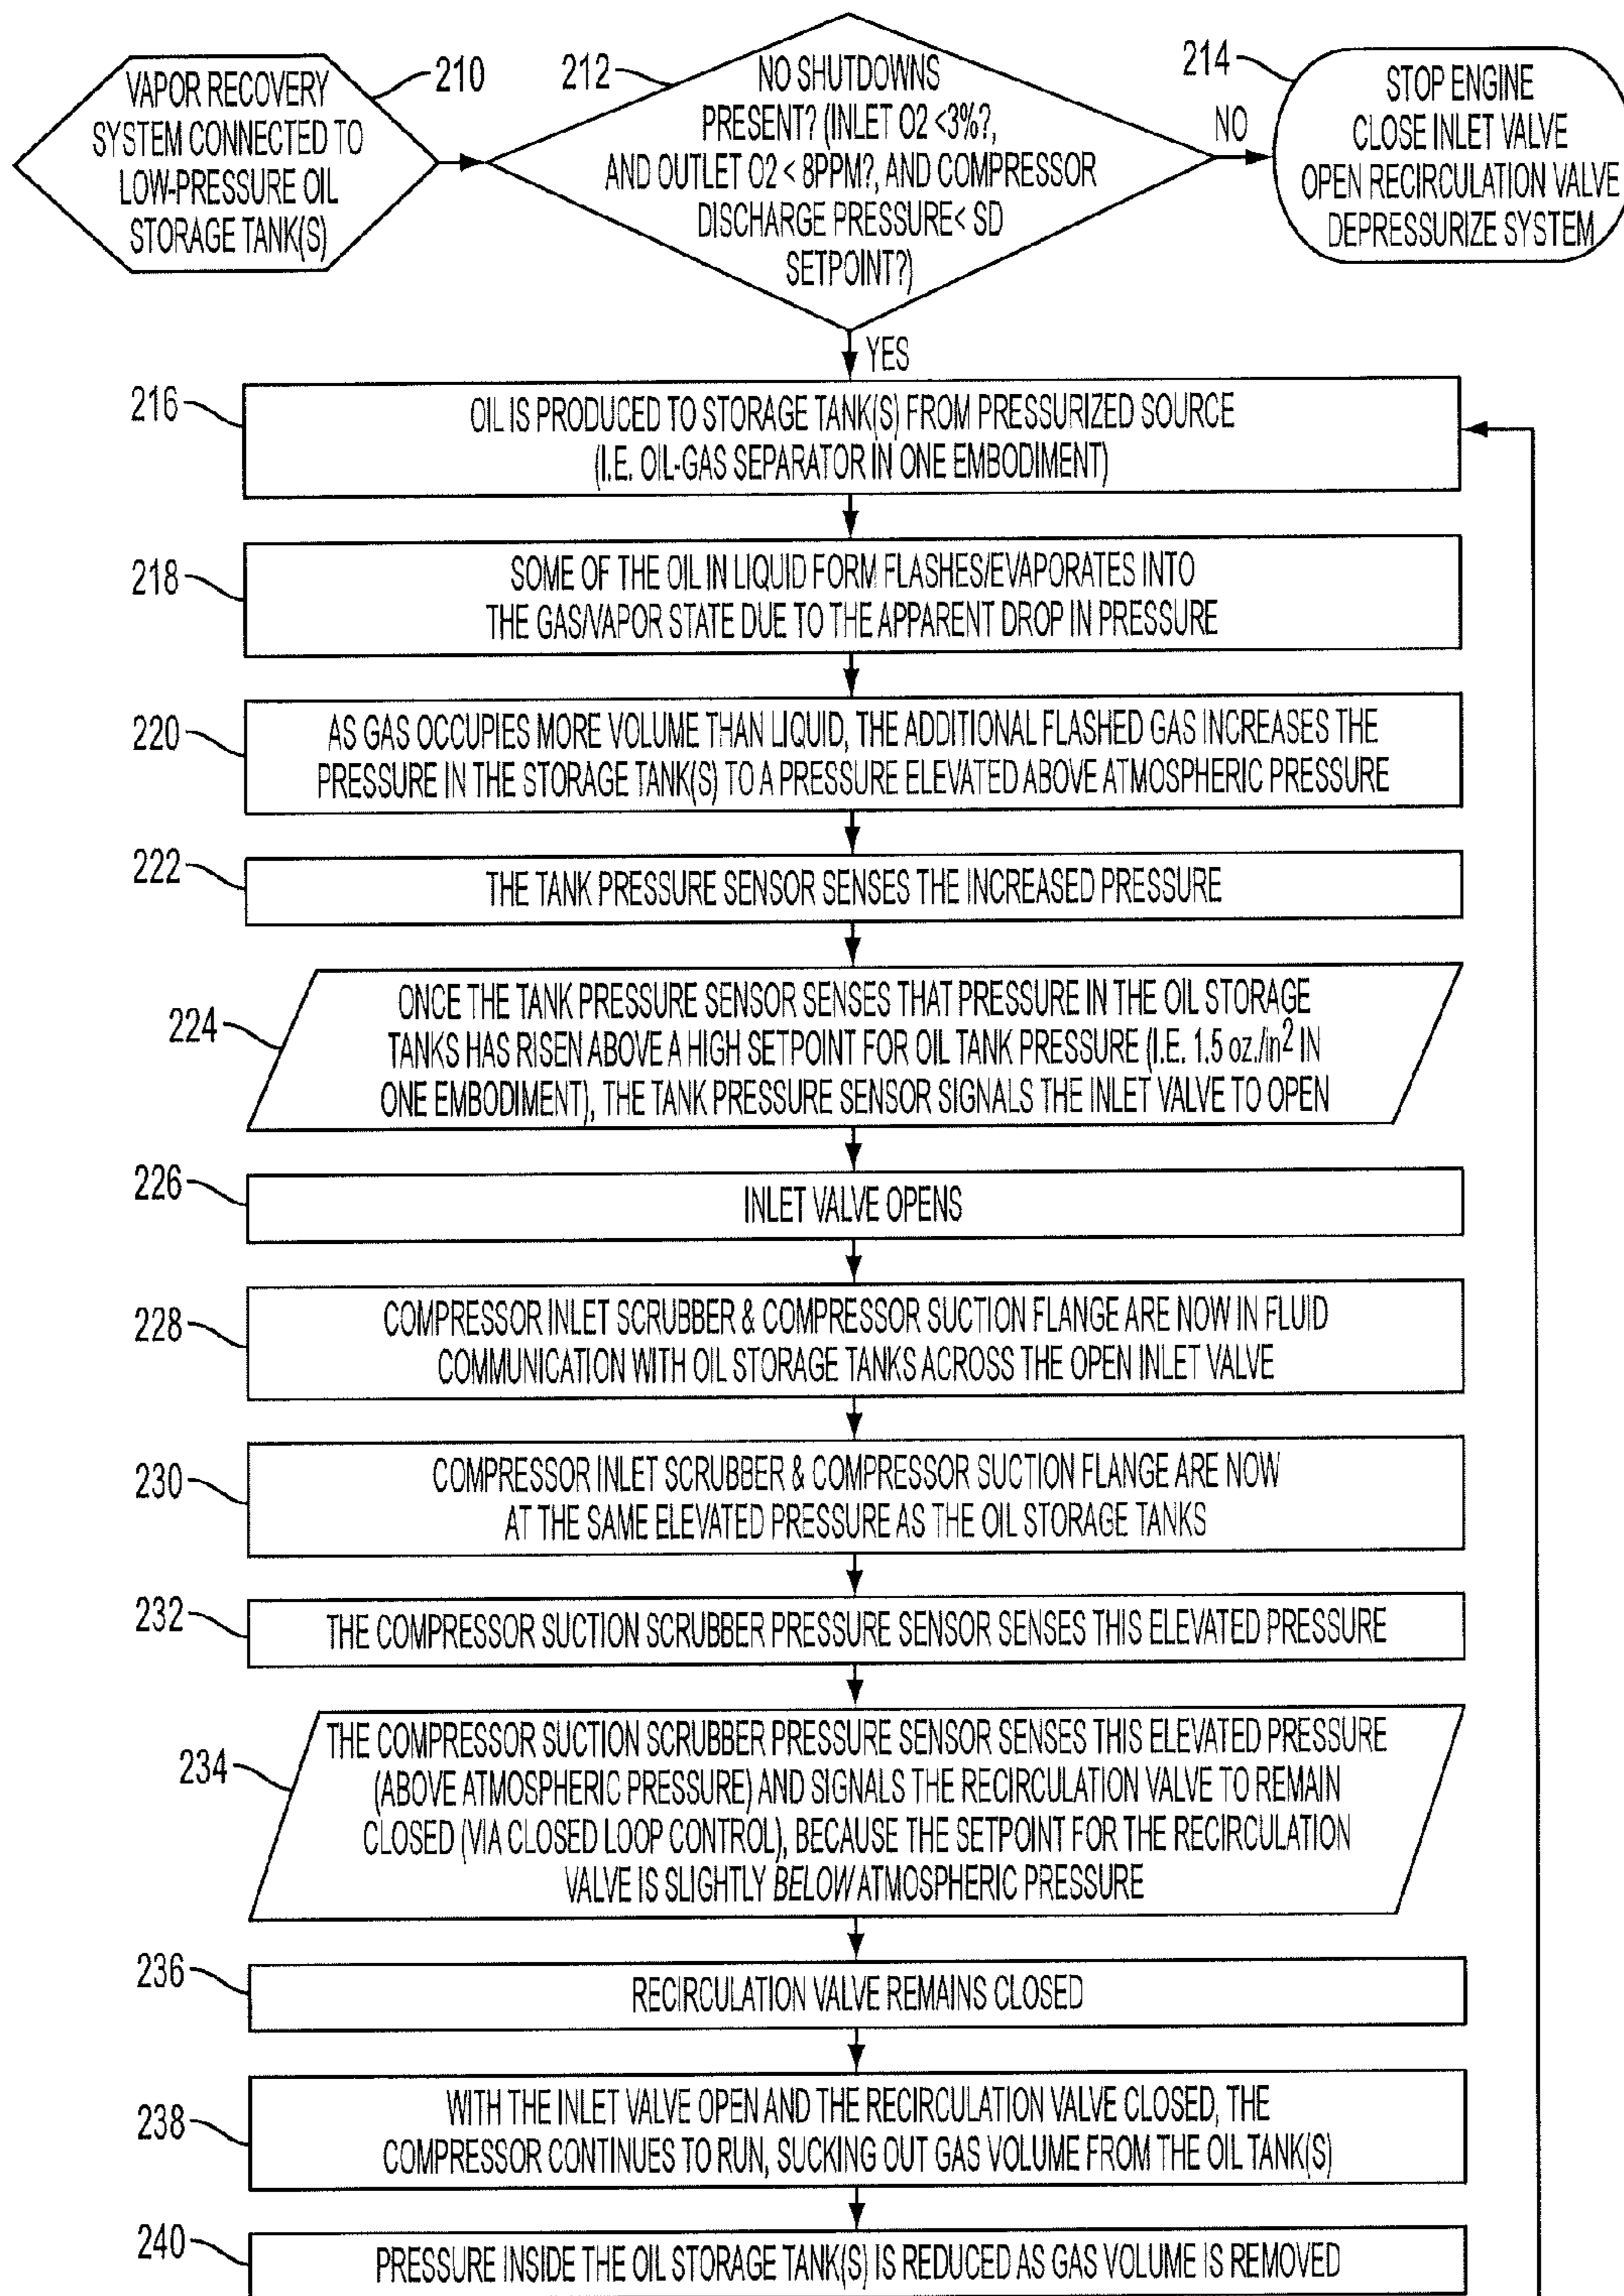 210
VAPOR RECOVERY
SYSTEM CONNECTED TO
LOW-PRESSURE OIL
STORAGE TANK(S)
212
NO SHUTDOWNS
PRESENT? (INLET O2 <3%?,
AND OUTLET O2 < 8PPM?, AND COMPRESSOR
DISCHARGE PRESSURE< SD
SETPOINT?)
NO
214
STOP ENGINE
CLOSE INLET VALVE
OPEN RECIRCULATION VALVE
DEPRESSURIZE SYSTEM
YES
216
OIL IS PRODUCED TO STORAGE TANK(S) FROM PRESSURIZED SOURCE
(I.E. OIL-GAS SEPARATOR IN ONE EMBODIMENT)
218
SOME OF THE OIL IN LIQUID FORM FLASHES/EVAPORATES INTO
THE GAS/VAPOR STATE DUE TO THE APPARENT DROP IN PRESSURE
220
AS GAS OCCUPIES MORE VOLUME THAN LIQUID, THE ADDITIONAL FLASHED GAS INCREASES THE
PRESSURE IN THE STORAGE TANK(S) TO A PRESSURE ELEVATED ABOVE ATMOSPHERIC PRESSURE
222
THE TANK PRESSURE SENSOR SENSES THE INCREASED PRESSURE
224
ONCE THE TANK PRESSURE SENSOR SENSES THAT PRESSURE IN THE OIL STORAGE
TANKS HAS RISEN ABOVE A HIGH SETPOINT FOR OIL TANK PRESSURE (I.E. 1.5 oz./in² IN
ONE EMBODIMENT), THE TANK PRESSURE SENSOR SIGNALS THE INLET VALVE TO OPEN
226
INLET VALVE OPENS
228
COMPRESSOR INLET SCRUBBER & COMPRESSOR SUCTION FLANGE ARE NOW IN FLUID
COMMUNICATION WITH OIL STORAGE TANKS ACROSS THE OPEN INLET VALVE
230
COMPRESSOR INLET SCRUBBER & COMPRESSOR SUCTION FLANGE ARE NOW
AT THE SAME ELEVATED PRESSURE AS THE OIL STORAGE TANKS
232
THE COMPRESSOR SUCTION SCRUBBER PRESSURE SENSOR SENSES THIS ELEVATED PRESSURE
234
THE COMPRESSOR SUCTION SCRUBBER PRESSURE SENSOR SENSES THIS ELEVATED PRESSURE
(ABOVE ATMOSPHERIC PRESSURE) AND SIGNALS THE RECIRCULATION VALVE TO REMAIN
CLOSED (VIA CLOSED LOOP CONTROL), BECAUSE THE SETPOINT FOR THE RECIRCULATION
VALVE IS SLIGHTLY BELOW ATMOSPHERIC PRESSURE
236
RECIRCULATION VALVE REMAINS CLOSED
238
WITH THE INLET VALVE OPEN AND THE RECIRCULATION VALVE CLOSED, THE
COMPRESSOR CONTINUES TO RUN, SUCKING OUT GAS VOLUME FROM THE OIL TANK(S)
240
PRESSURE INSIDE THE OIL STORAGE TANK(S) IS REDUCED AS GAS VOLUME IS REMOVED